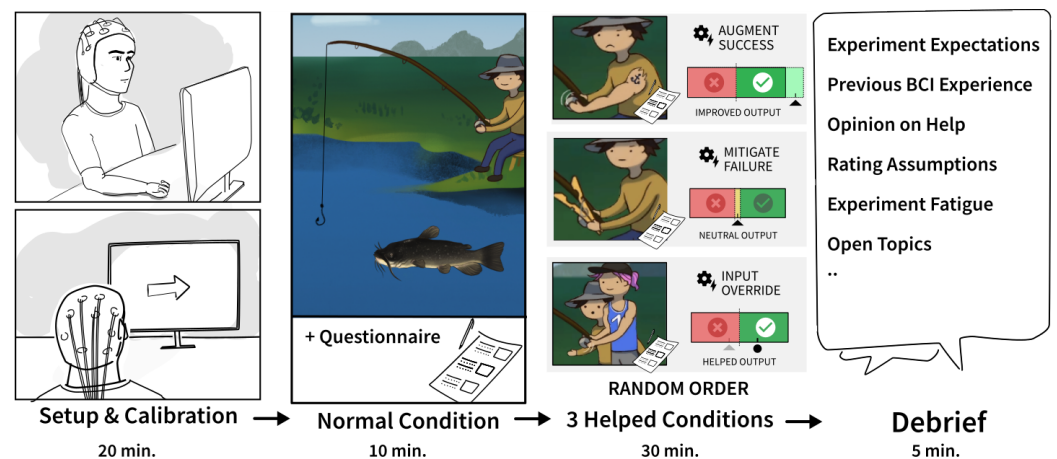 AUGMENT
SUCCESS
IMPROVED OUTPUT
MITIGATE
FAILURE
NEUTRAL OUTPUT
INPUT
OVERRIDE
HELPED OUTPUT
+ Questionnaire
Experiment Expectations
Previous BCI Experience
Opinion on Help
Rating Assumptions
Experiment Fatigue
Open Topics
..
RANDOM ORDER
Setup & Calibration
Normal Condition
3 Helped Conditions
Debrief
20 min.
10 min.
30 min.
5 min.